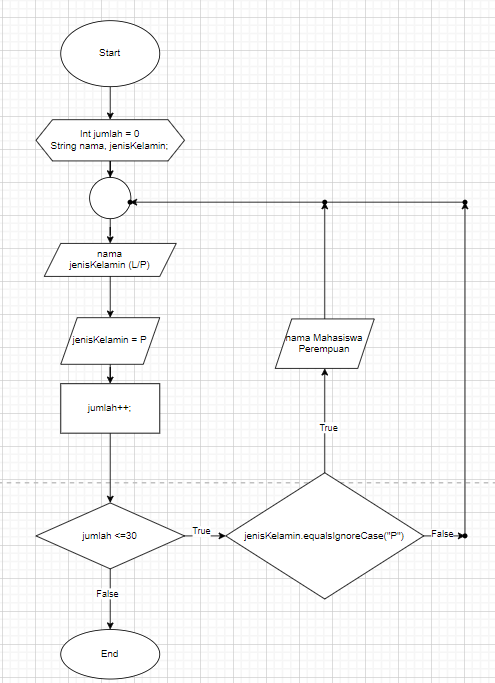 Start
Int jumlah = 0
String nama, jenisKelamin;
nama
jenisKelamin (L/P)
jenisKelamin = P
jumlah++;
jumlah <=30
True
jenisKelamin.equalsIgnoreCase("P")
True
nama Mahasiswa
Perempuan
False
False
End